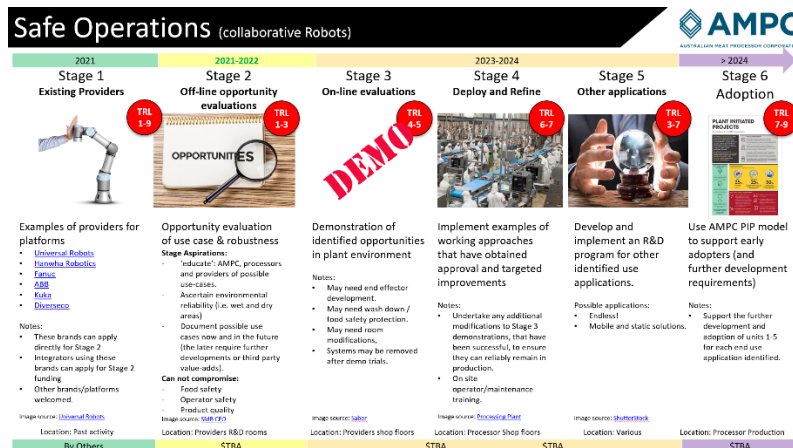 Safe Operations (collaborative Robots)
AMPC
AUSTRALIAN MEAT PROCESSOR CORPORATION
2021
2021-2022
2023-2024
> 2024
Stage 1
Existing Providers
TRL
1-9
Examples of providers for
platforms
• Universal Robots
• Hanwha Robotics
• Fanuc
• ABB
• Kuka
• Diverseco
Notes:
• These brands can apply
directly for Stage 2
• Integrators using these
brands can apply for Stage 2
funding
• Other brands/platforms
welcomed.
Image source: Universal Robots
Location: Past activity
By Others
Stage 2
Off-line opportunity
evaluations
TRL
1-3
OPPORTUNITIES
Opportunity evaluation
of use case & robustness
Stage Aspirations:
- 'educate': AMPC, processors
and providers of possible
use-cases.
- Ascertain environmental
reliability (i.e. wet and dry
areas)
- Document possible use
cases now and in the future
(the later require further
developments or third party
value-adds).
Can not compromise:
- Food safety
- Operator safety
- Product quality
Image source: SMB CEO
Location: Providers R&D rooms
$TBA
Stage 3
On-line evaluations
TRL
4-5
DEMO
Demonstration of
identified opportunities
in plant environment
Notes:
• May need end effector
development.
• May need wash down /
food safety protection.
• May need room
modifications,
• Systems may be removed
after demo trials.
Image source: Sabar
Location: Providers shop floors
$TBA
Stage 4
Deploy and Refine
TRL
6-7
Implement examples of
working approaches
that have obtained
approval and targeted
improvements
Notes:
• Undertake any additional
modifications to Stage 3
demonstrations, that have
been successful, to ensure
they can reliably remain in
production.
• On site
operator/maintenance
training.
Image source: Processing Plant
Location: Processor Shop floors
$TBA
Stage 5
Other applications
TRL
3-7
Develop and
implement an R&D
program for other
identified use
applications.
Possible applications:
• Endless!
• Mobile and static solutions.
Image source: ShutterStock
Location: Various
Stage 6
Adoption
TRL
7-9
PLANT INITIATED
PROJECTS
Use AMPC PIP model
to support early
adopters (and
further development
requirements)
Notes:
• Support the further
development and
adoption of units 1-5
for each end use
application identified.
Location: Processor Production
$TBA